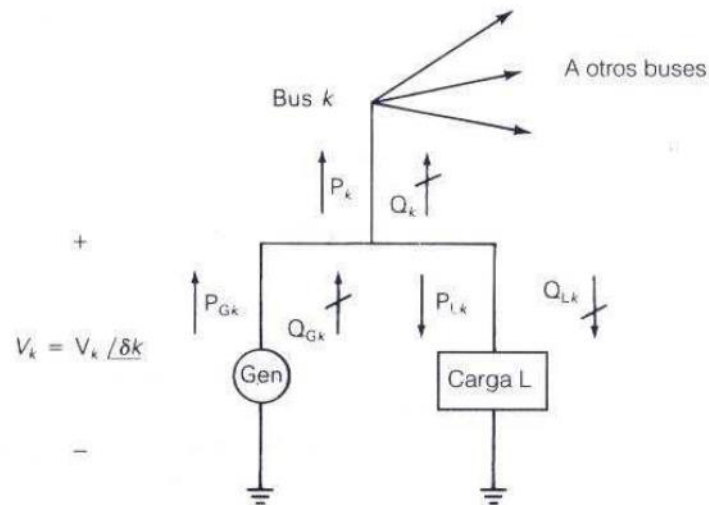 A otros buses
Bus k
P_k
Q_k
+
P_Gk
Q_Gk
P_Lk
Q_Lk
V_k = V_k /δk
Gen
Carga L
−